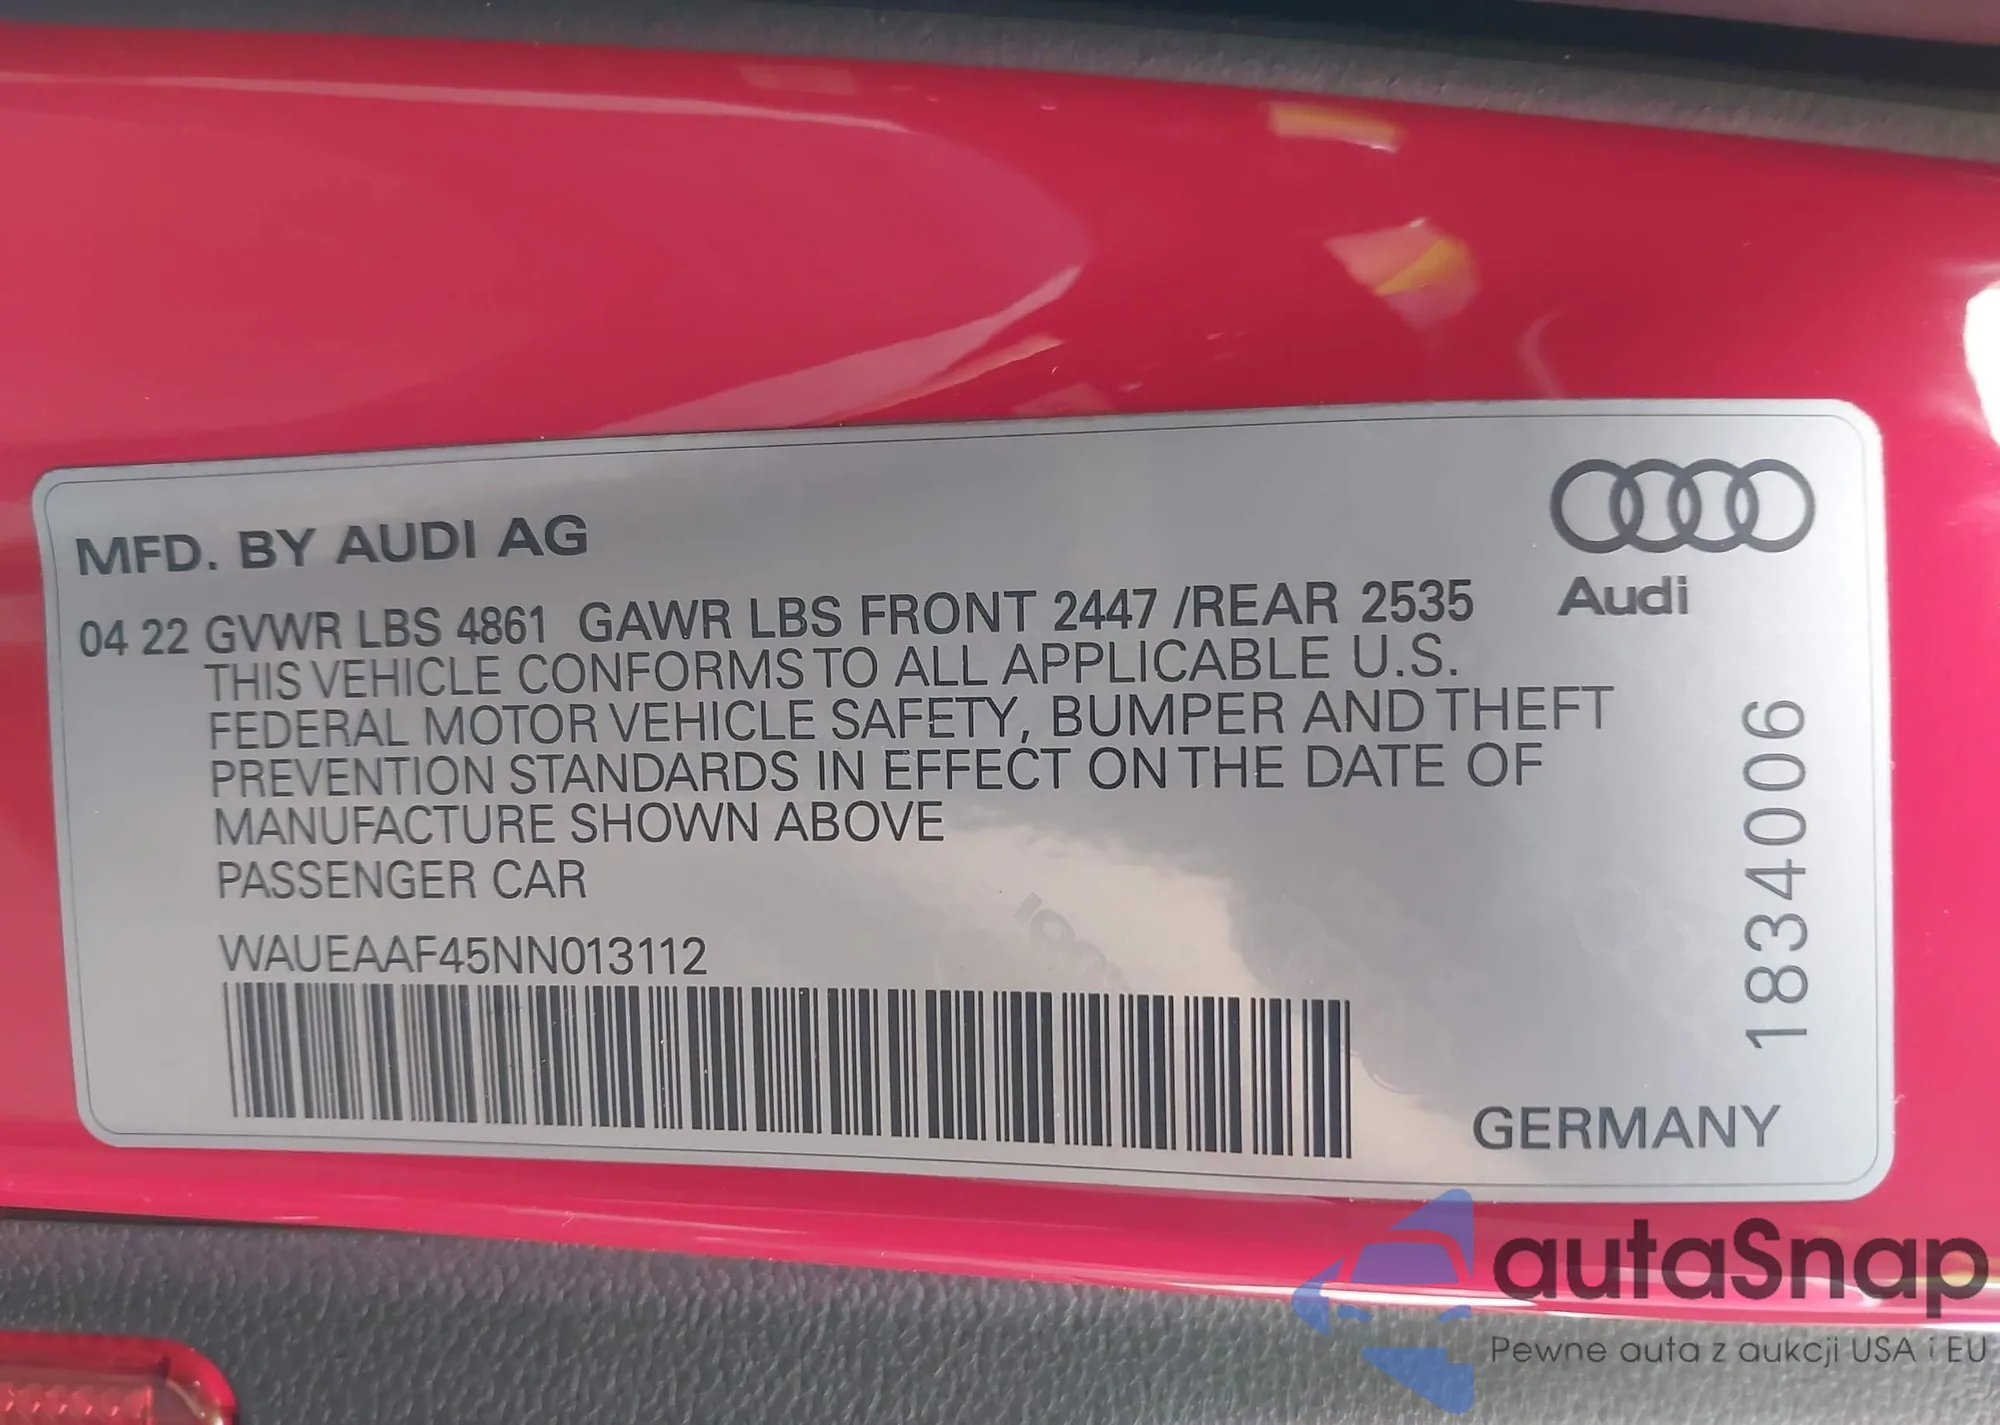 MFD. BY AUDI AG
Audi
04 22 GVWR LBS 4861 GAWR LBS FRONT 2447 /REAR 2535
THIS VEHICLE CONFORMS TO ALL APPLICABLE U.S.
FEDERAL MOTOR VEHICLE SAFETY, BUMPER AND THEFT
PREVENTION STANDARDS IN EFFECT ON THE DATE OF
MANUFACTURE SHOWN ABOVE
PASSENGER CAR
WAUEAAF45NN013112
1834006
GERMANY
autaSnap
Pewne auta z aukcji USA i EU